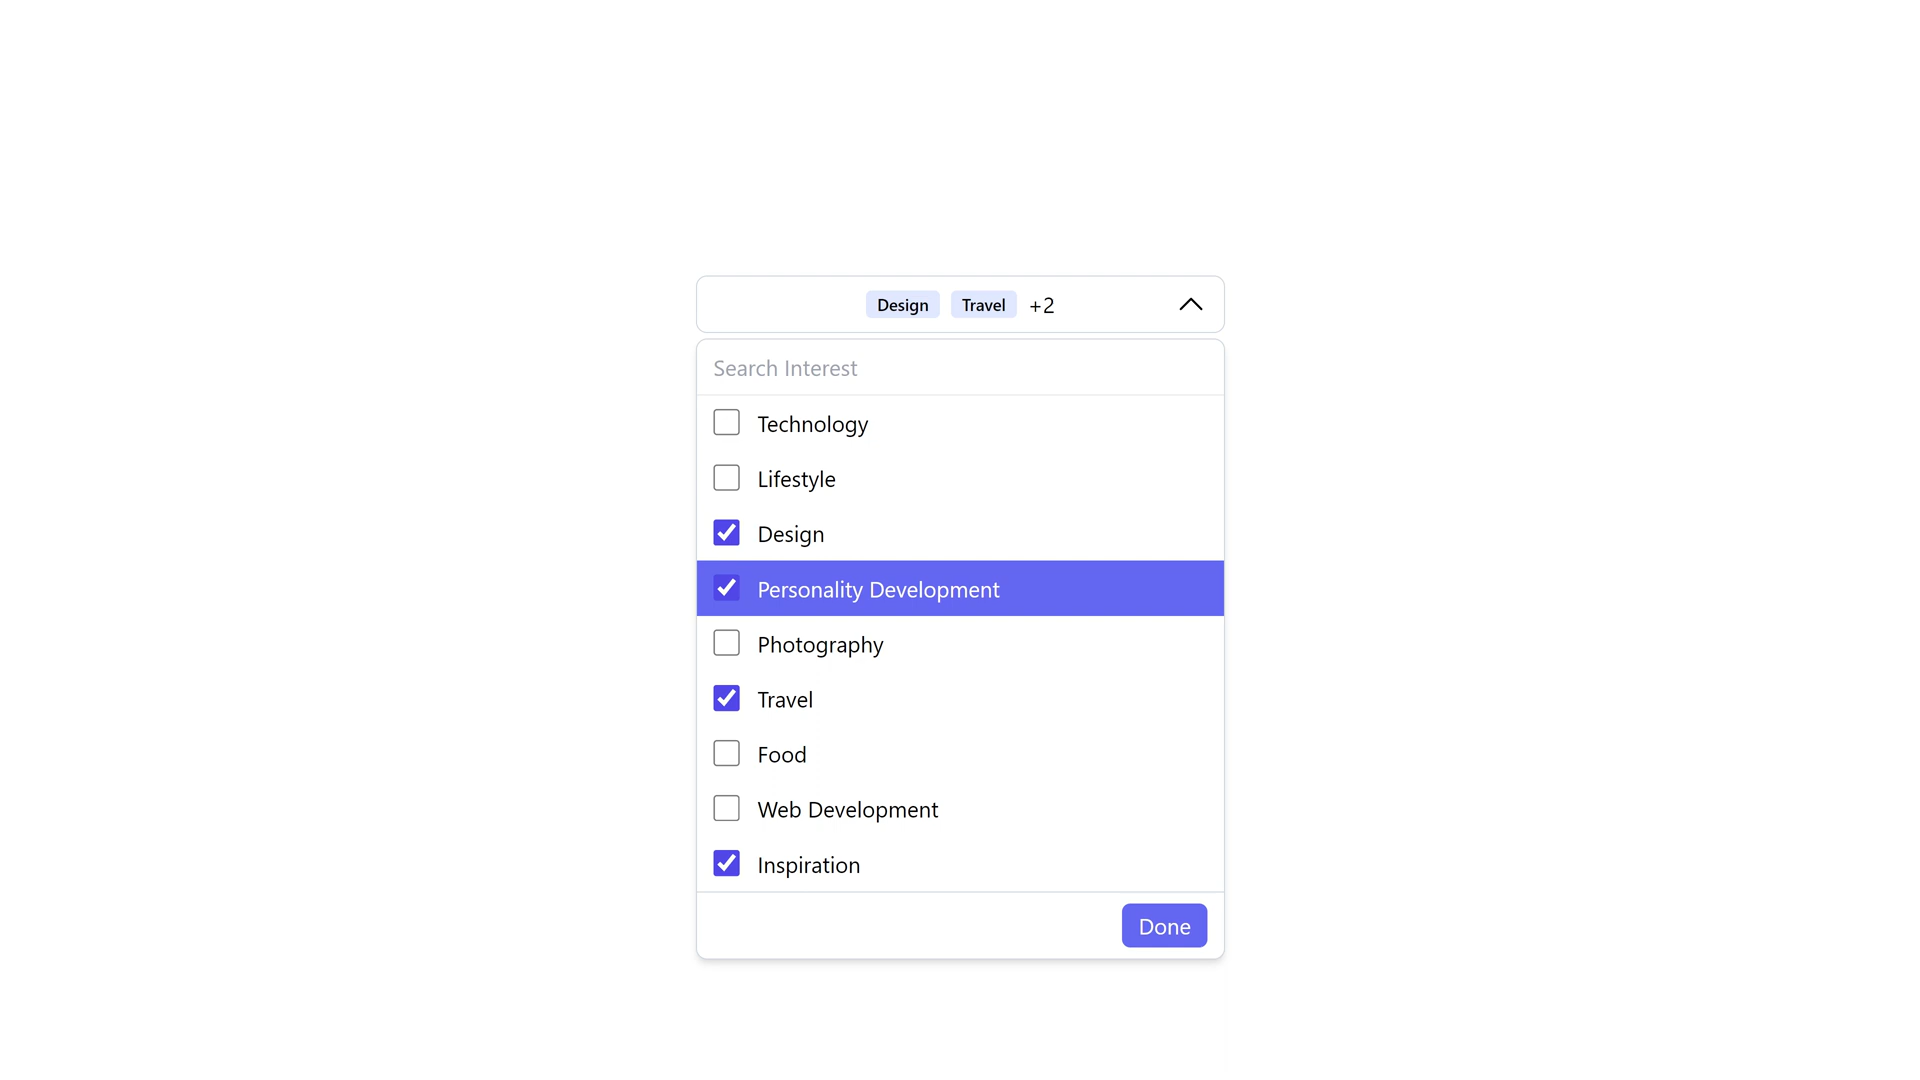 Design Travel +2
Search Interest
Technology
Lifestyle
Design
Personality Development
Photography
Travel
Food
Web Development
Inspiration
Done